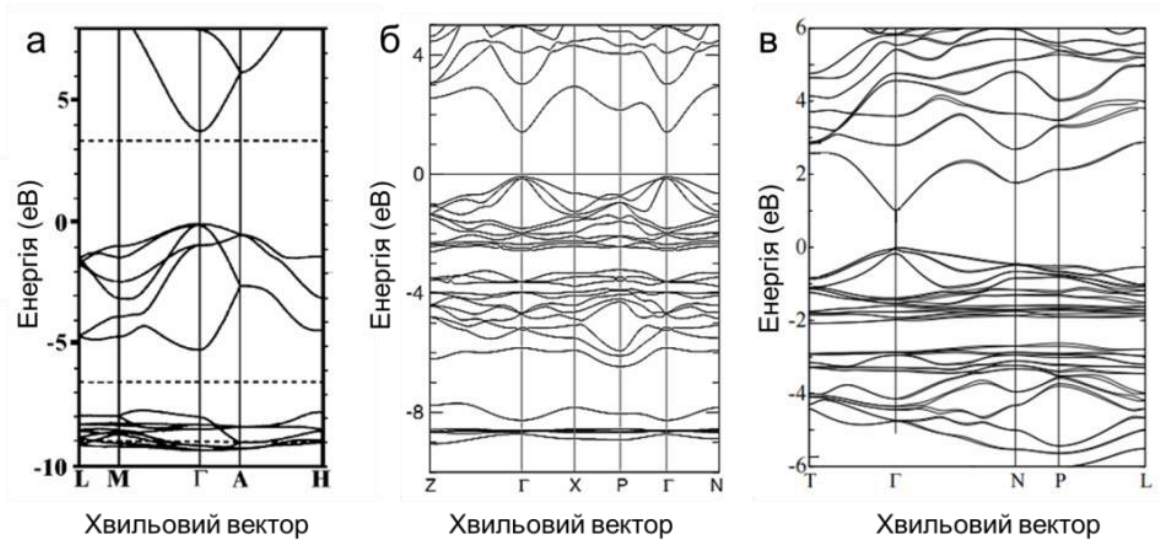 а
5
0
-5
-10
L M Γ A H
Енергія (еВ)
Хвильовий вектор
б
4
0
-4
-8
Z Γ X P Γ N
Енергія (еВ)
Хвильовий вектор
в
6
4
2
0
-2
-4
-6
T Γ N P L
Енергія (еВ)
Хвильовий вектор